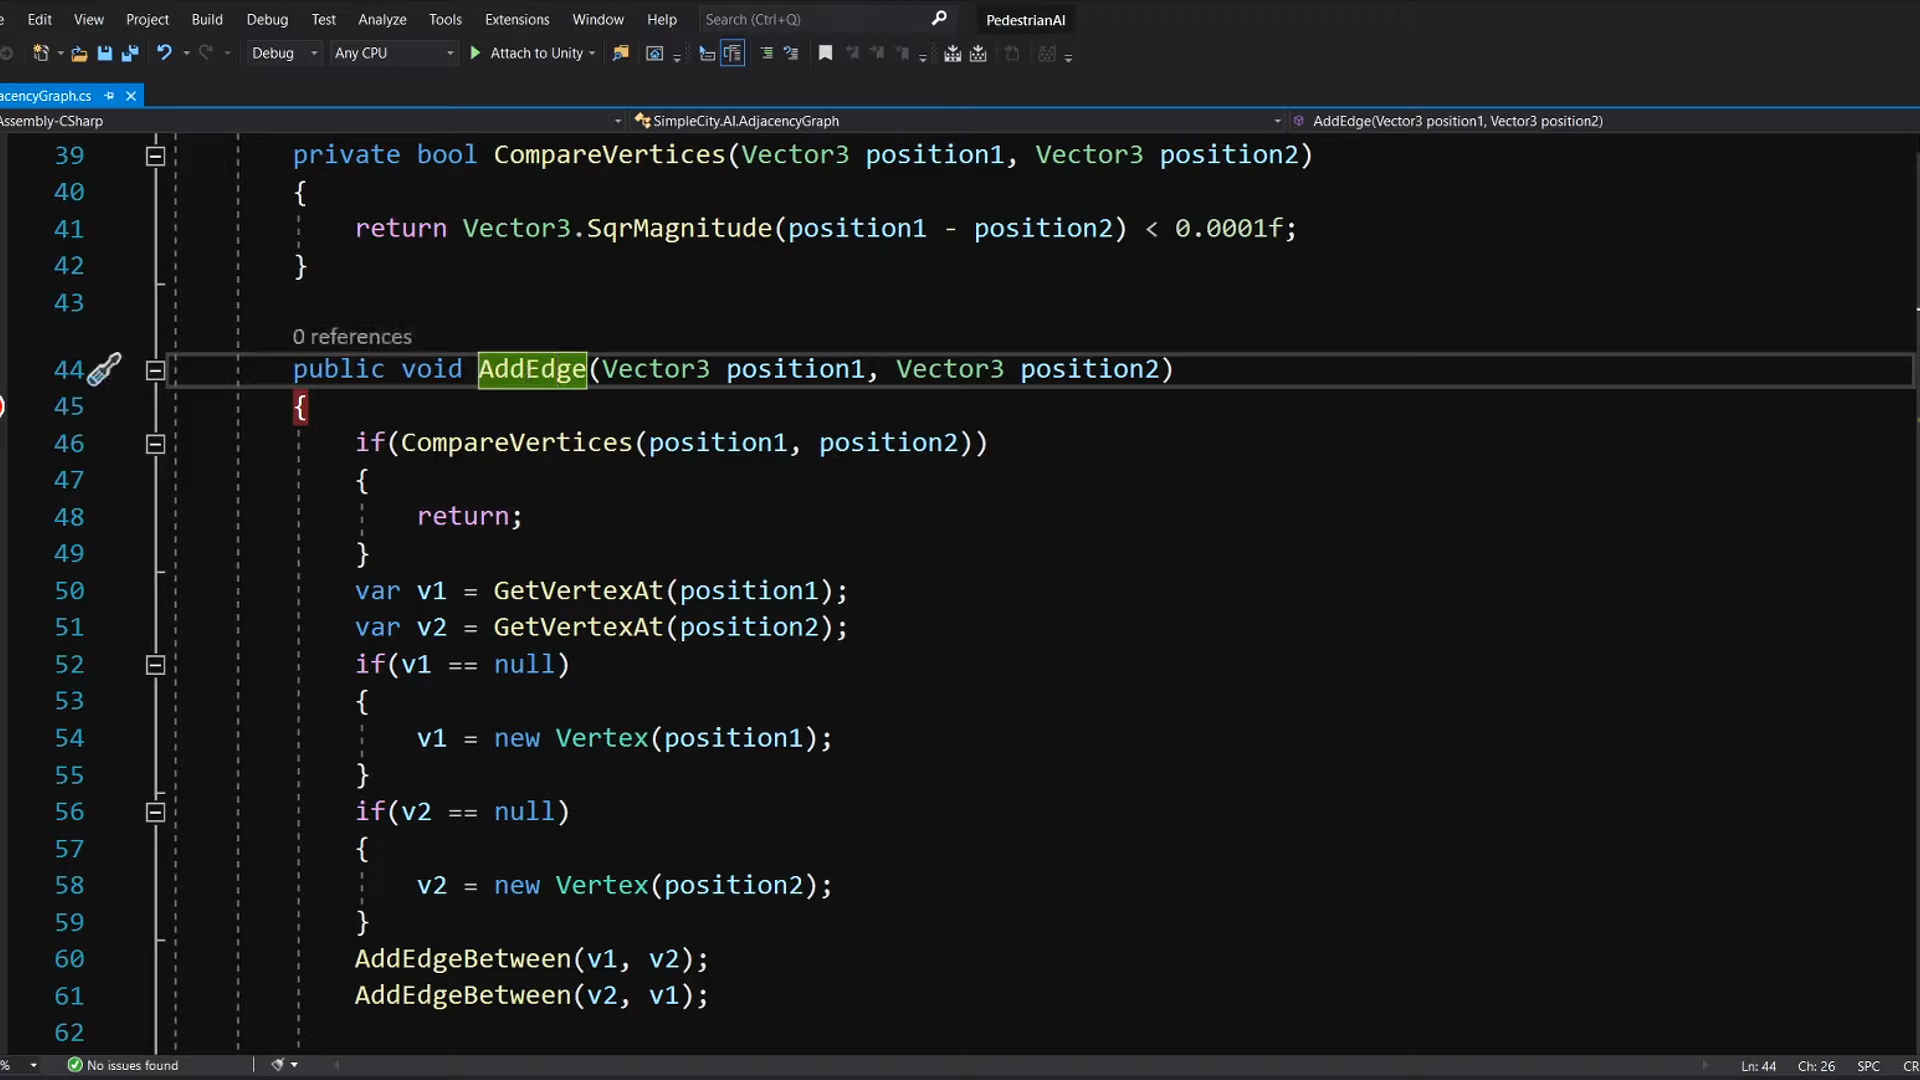 Edit View Project Build Debug Test Analyze Tools Extensions Window Help Search (Ctrl+Q) PedestrianAI
Debug Any CPU Attach to Unity
acencyGraph.cs
Assembly-CSharp SimpleCity.AI.AdjacencyGraph AddEdge(Vector3 position1, Vector3 position2)
39 private bool CompareVertices(Vector3 position1, Vector3 position2)
40 {
41 return Vector3.SqrMagnitude(position1 - position2) < 0.0001f;
42 }
43
0 references
44 public void AddEdge(Vector3 position1, Vector3 position2)
45 {
46 if(CompareVertices(position1, position2))
47 {
48 return;
49 }
50 var v1 = GetVertexAt(position1);
51 var v2 = GetVertexAt(position2);
52 if(v1 == null)
53 {
54 v1 = new Vertex(position1);
55 }
56 if(v2 == null)
57 {
58 v2 = new Vertex(position2);
59 }
60 AddEdgeBetween(v1, v2);
61 AddEdgeBetween(v2, v1);
62
% No issues found Ln: 44 Ch: 26 SPC CR